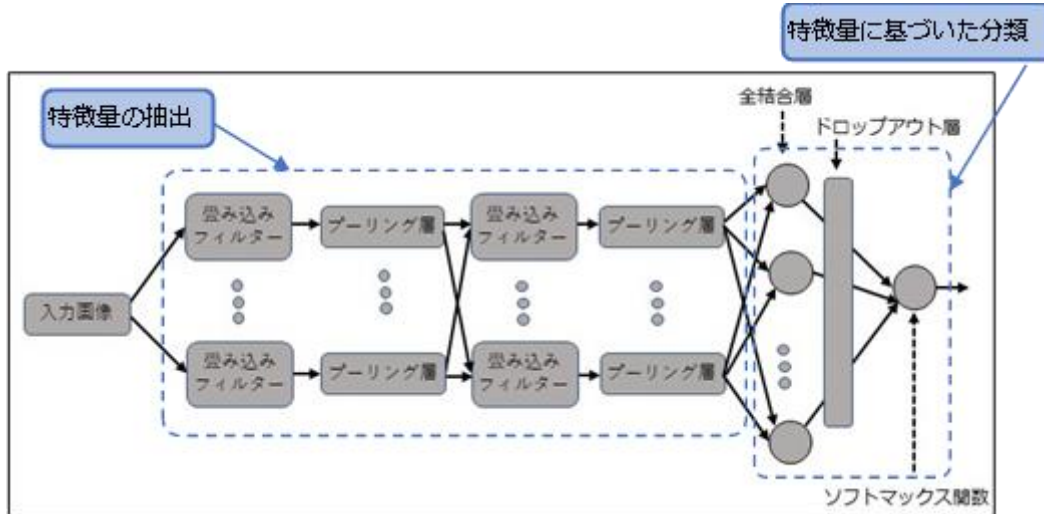 特徴量に基づいた分類
特徴量の抽出
全結合層
ドロップアウト層
畳み込み
フィルター
プーリング層
畳み込み
フィルター
プーリング層
入力画像
畳み込み
フィルター
プーリング層
畳み込み
フィルター
プーリング層
ソフトマックス関数